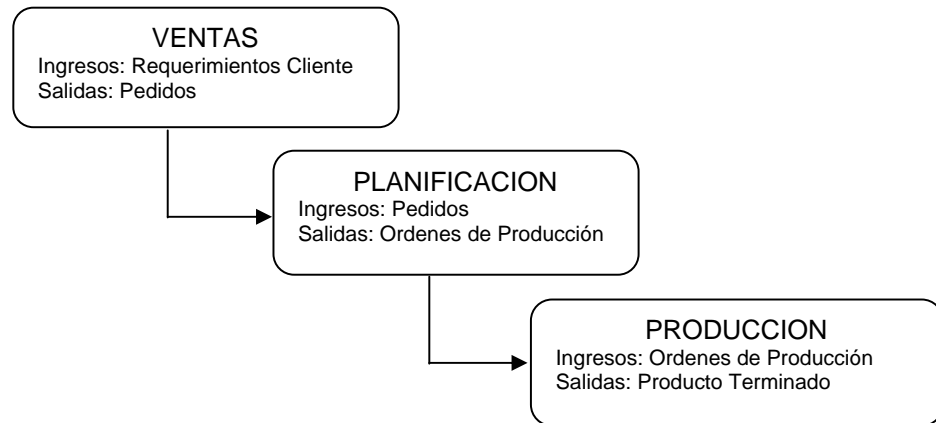 VENTAS
Ingresos: Requerimientos Cliente
Salidas: Pedidos
PLANIFICACION
Ingresos: Pedidos
Salidas: Ordenes de Producción
PRODUCCION
Ingresos: Ordenes de Producción
Salidas: Producto Terminado